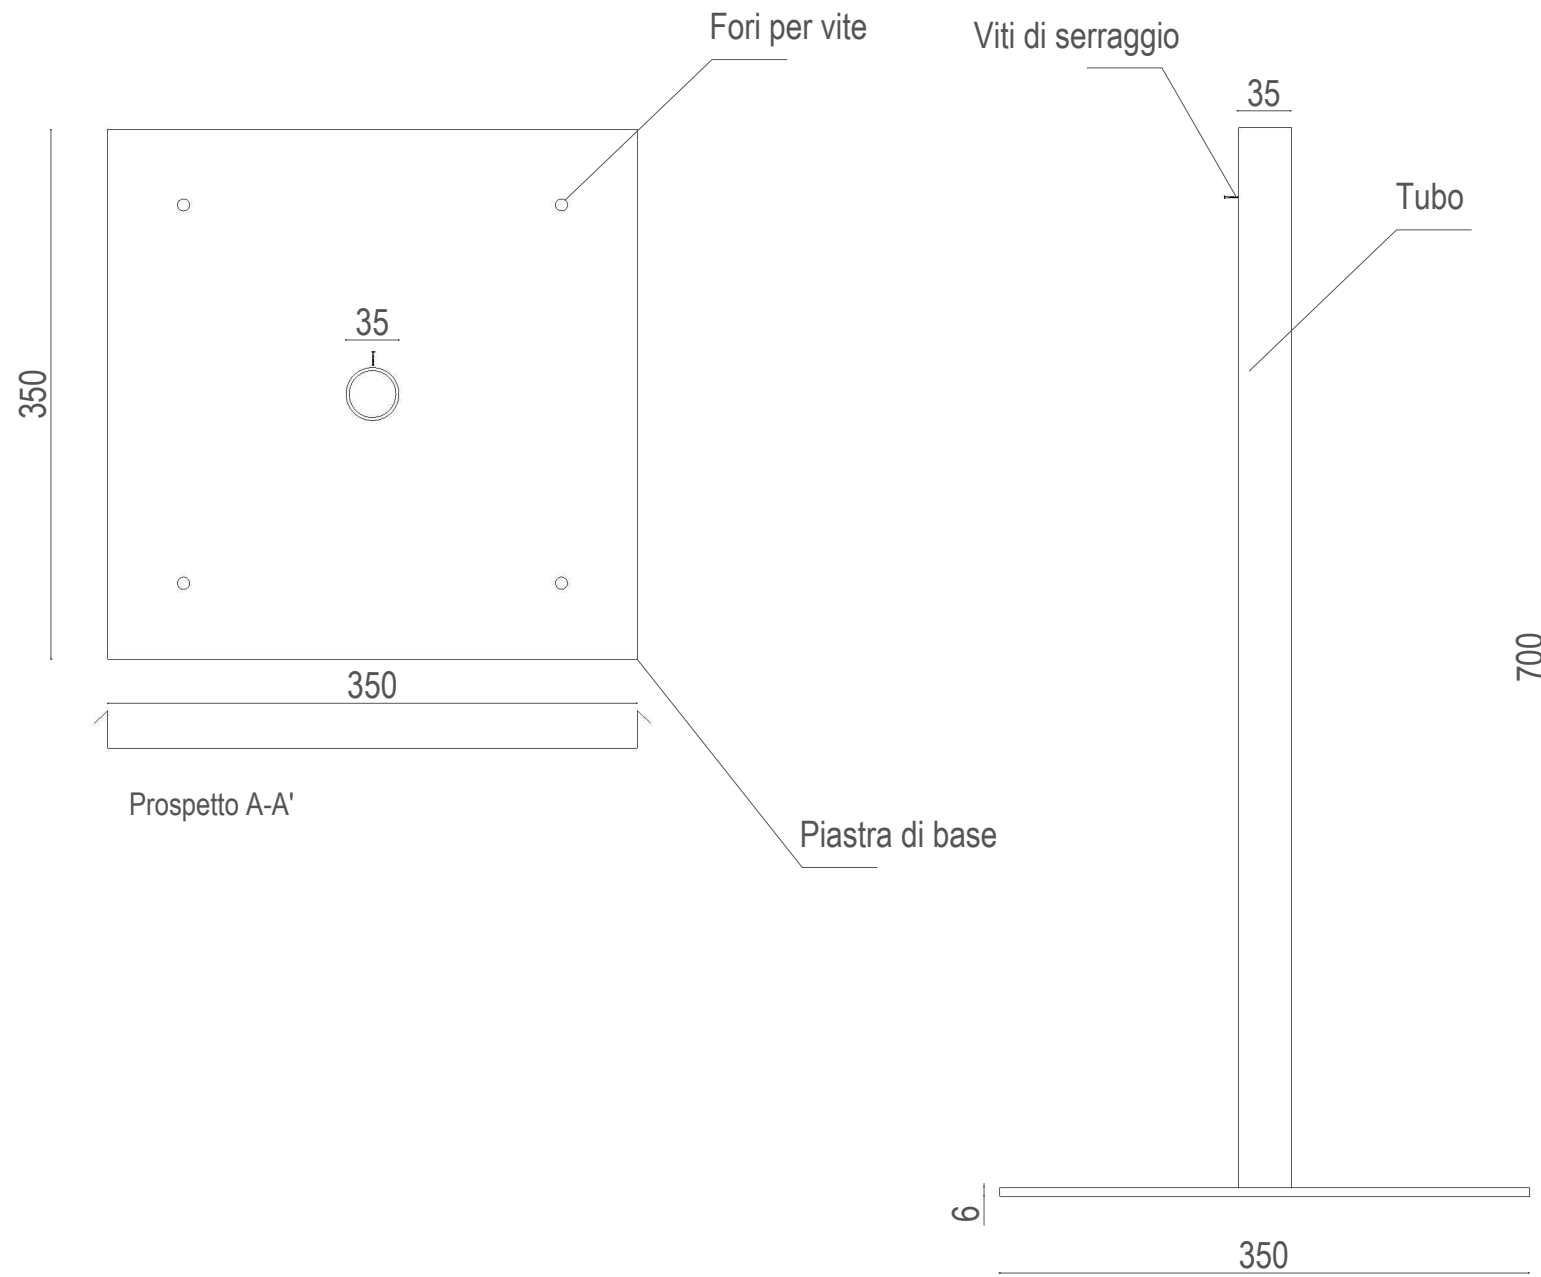 Fori per vite
Viti di serraggio
35
Tubo
35
350
350
700
Prospetto A-A'
Piastra di base
6
350